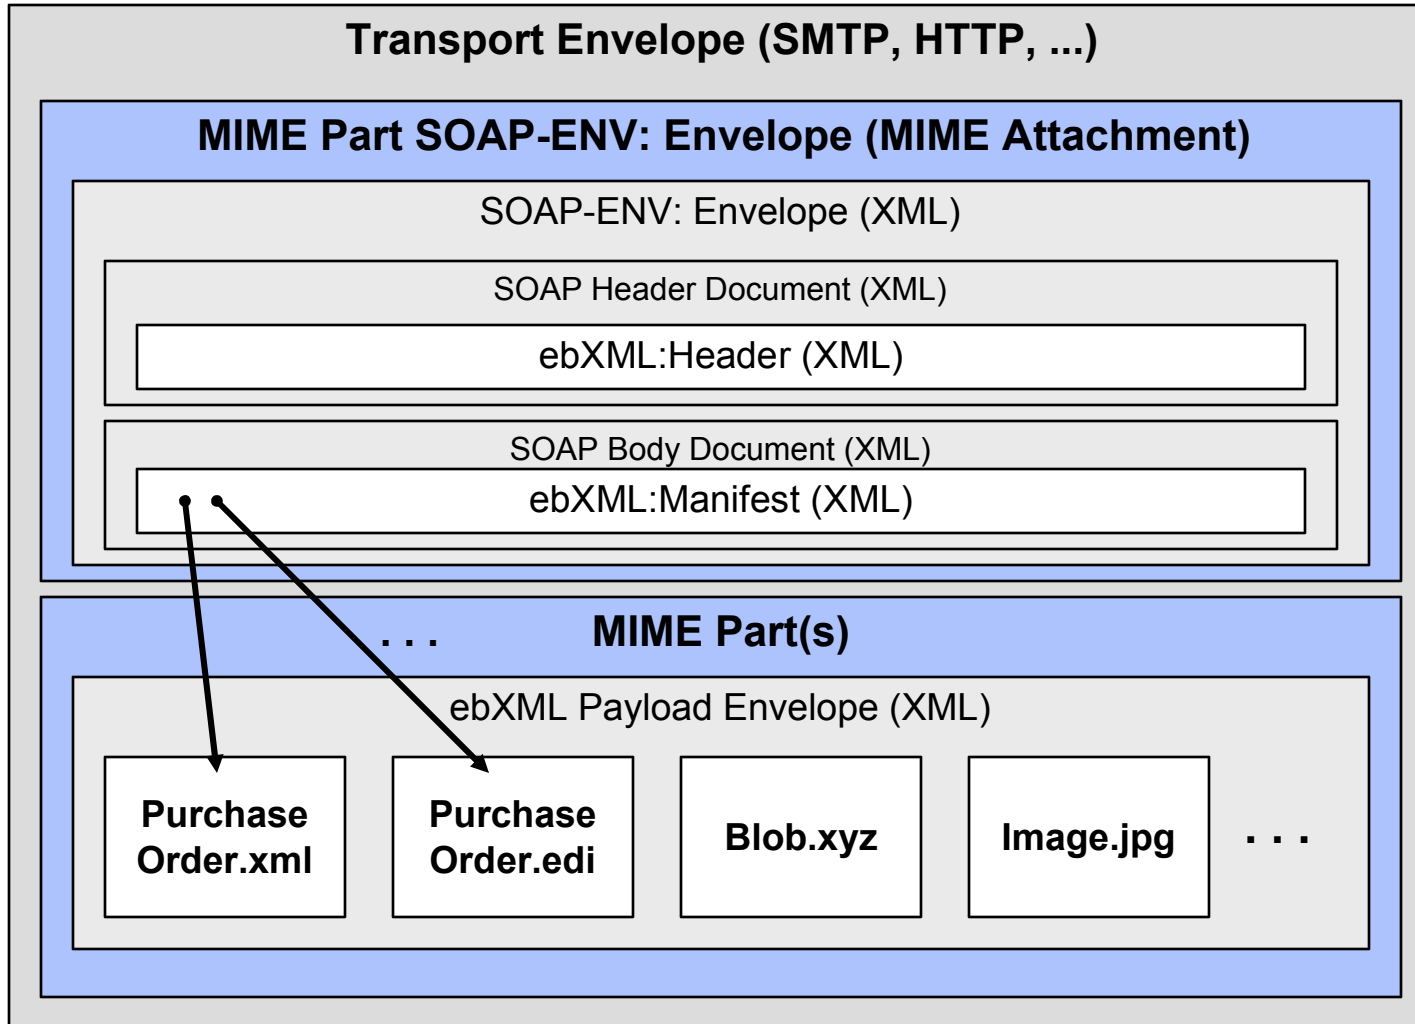 Transport Envelope (SMTP, HTTP, ...)
MIME Part SOAP-ENV: Envelope (MIME Attachment)
SOAP-ENV: Envelope (XML)
SOAP Header Document (XML)
ebXML:Header (XML)
SOAP Body Document (XML)
ebXML:Manifest (XML)
. . . MIME Part(s)
ebXML Payload Envelope (XML)
Purchase
Order.xml
Purchase
Order.edi
Blob.xyz
Image.jpg
. . .